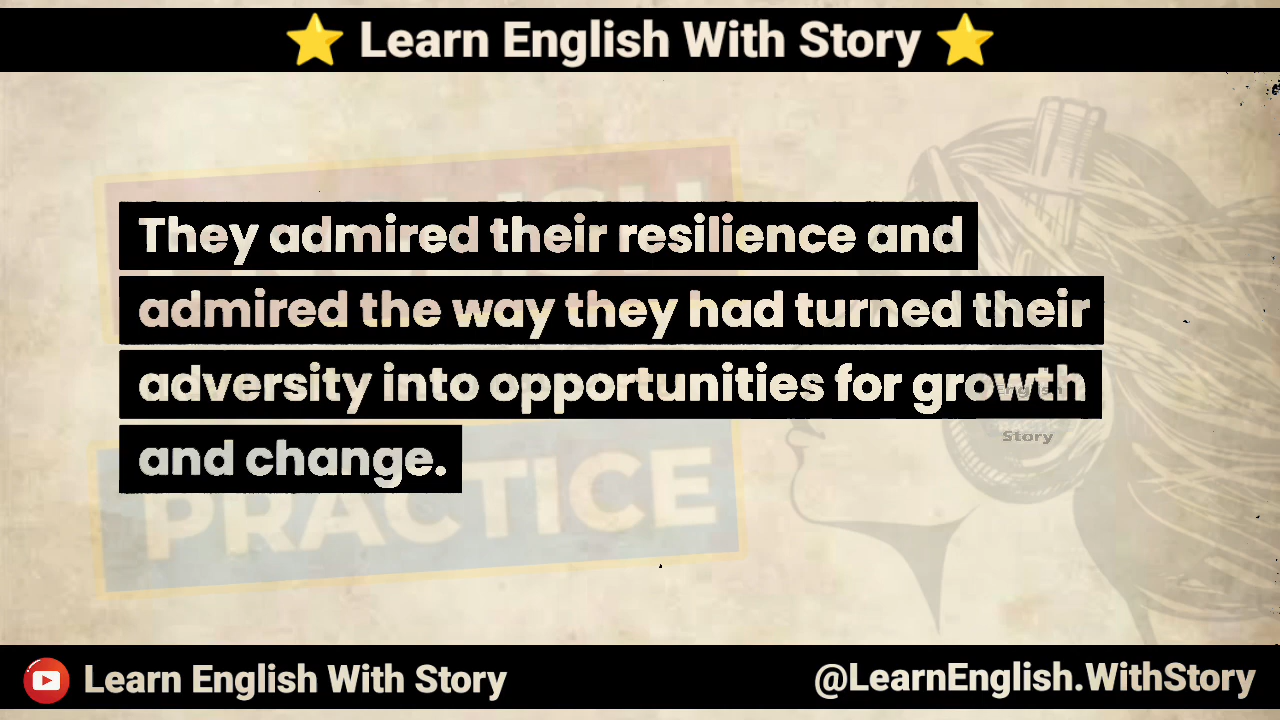 ⭐ Learn English With Story ⭐
They admired their resilience and
admired the way they had turned their
adversity into opportunities for growth
and change.
English
Story
PRACTICE
Learn English With Story
@LearnEnglish.WithStory